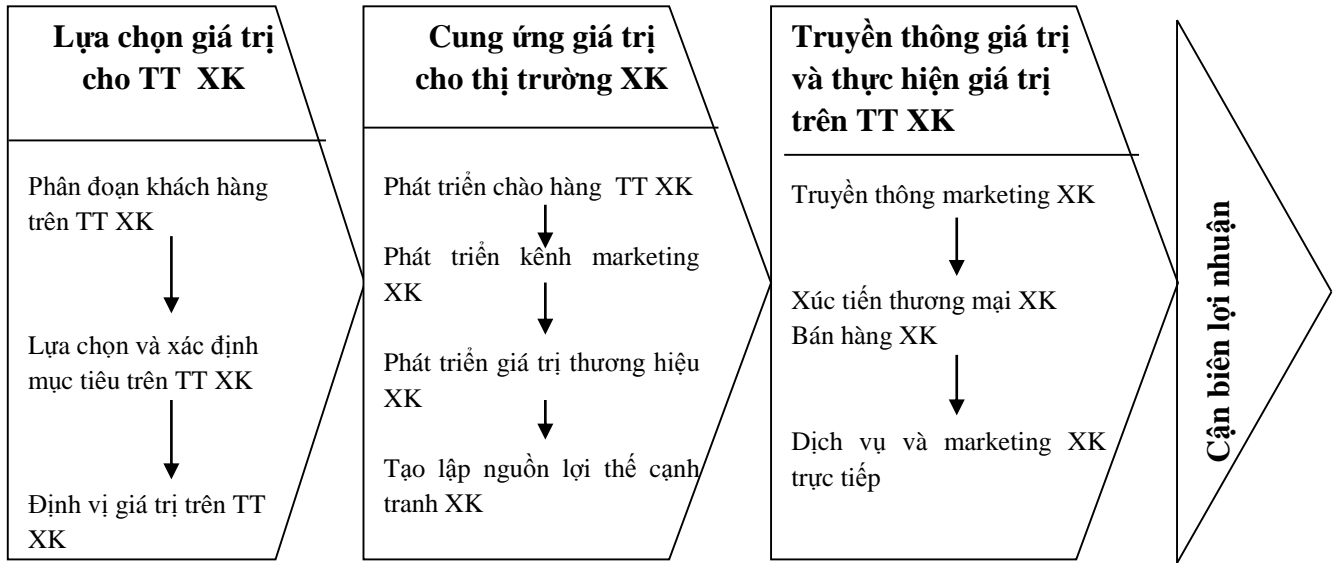 Lựa chọn giá trị
cho TT XK
Phân đoạn khách hàng
trên TT XK
Lựa chọn và xác định
mục tiêu trên TT XK
Định vị giá trị trên TT
XK
Cung ứng giá trị
cho thị trường XK
Phát triển chào hàng TT XK
Phát triển kênh marketing
XK
Phát triển giá trị thương hiệu
XK
Tạo lập nguồn lợi thế cạnh
tranh XK
Truyền thông giá trị
và thực hiện giá trị
trên TT XK
Truyền thông marketing XK
Xúc tiến thương mại XK
Bán hàng XK
Dịch vụ và marketing XK
trực tiếp
Cận biên lợi nhuận